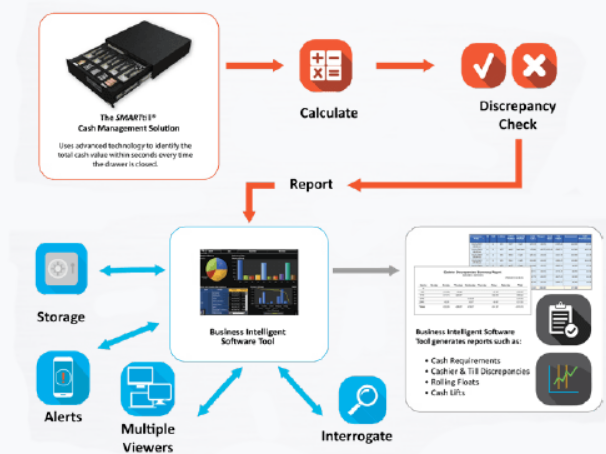 The SMARTtill®
Cash Management Solution
Uses advanced technology to identify the
total cash value within seconds every time
the drawer is closed.
Calculate
Discrepancy
Check
Report
Storage
Alerts
Multiple
Viewers
Interrogate
Business Intelligent
Software Tool
Business Intelligent Software
Tool generates reports such as:
• Cash Requirements
• Cashier & Till Discrepancies
• Rolling Floats
• Cash Lifts